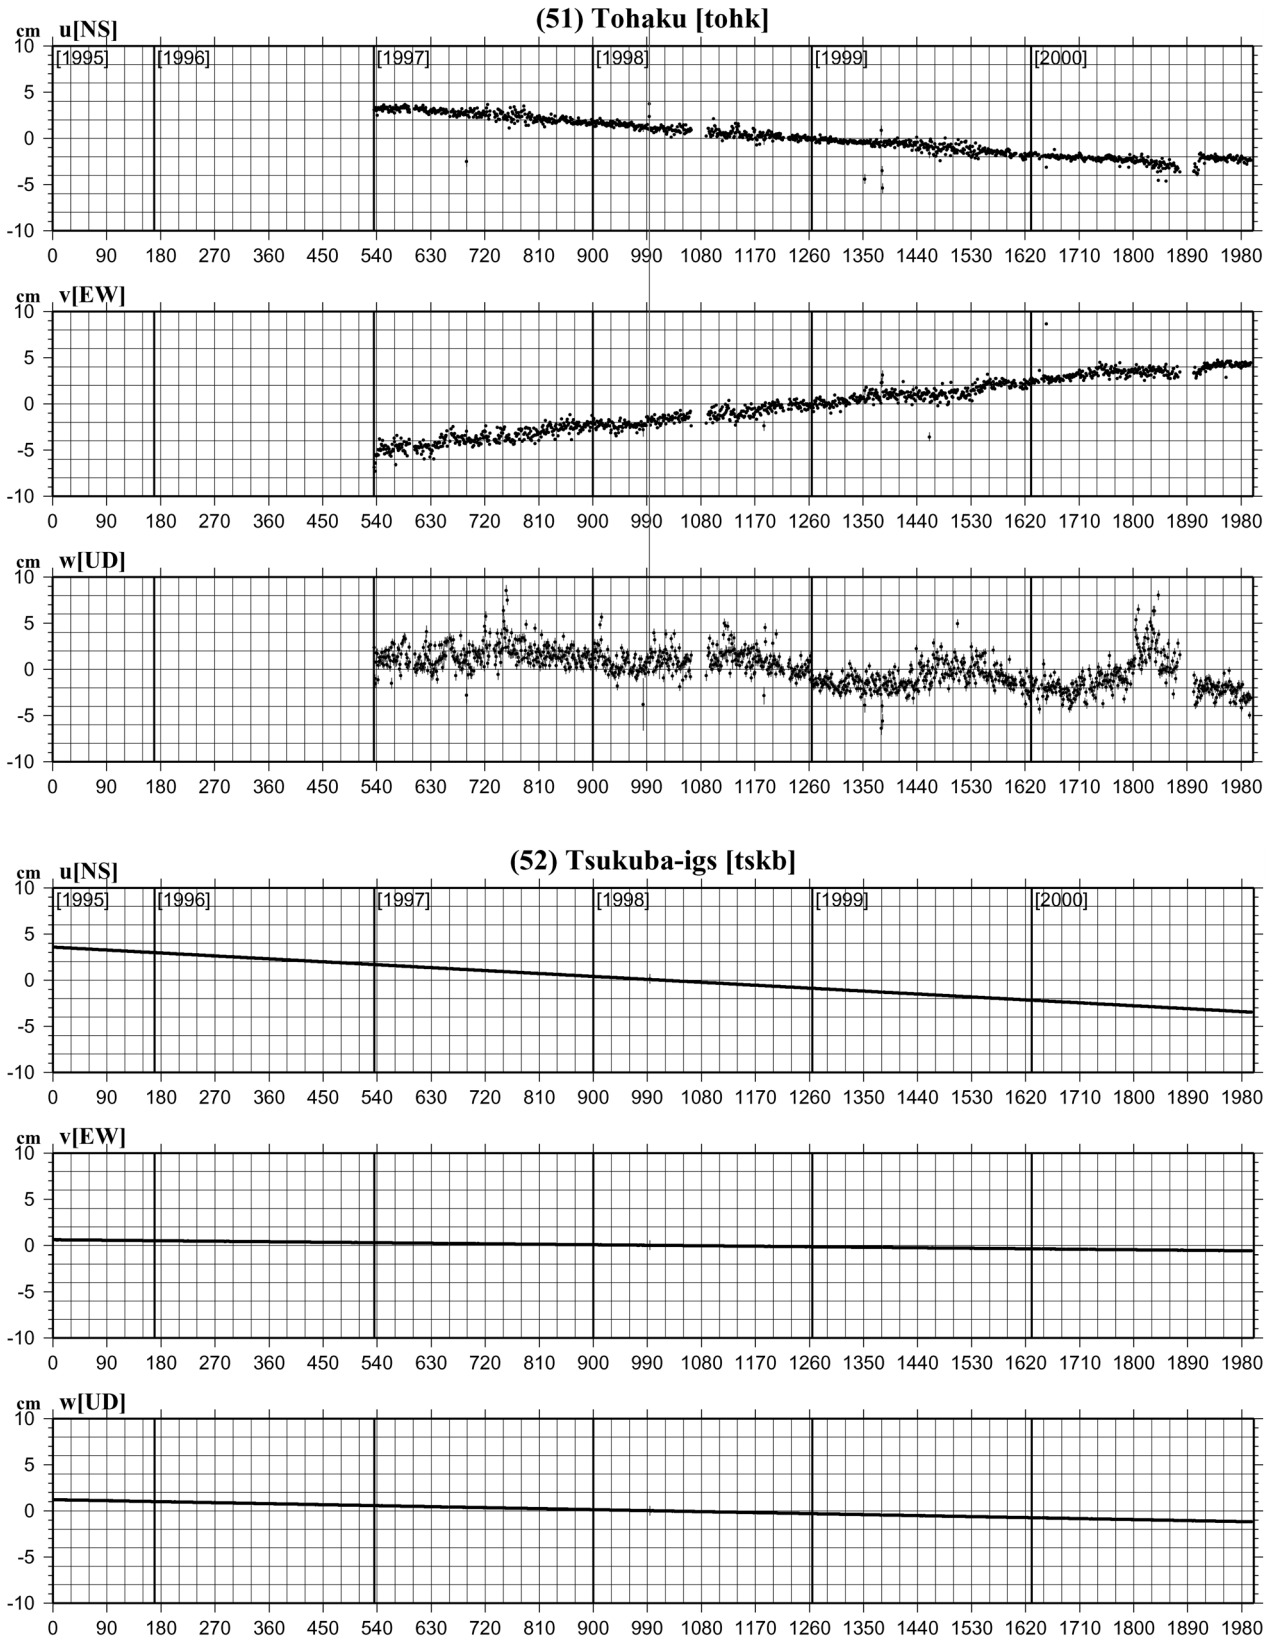 (51) Tohaku [tohk]
cm u[NS]
[1995] [1996] [1997] [1998] [1999] [2000]
10
5
0
-5
-10
0 90 180 270 360 450 540 630 720 810 900 990 1080 1170 1260 1350 1440 1530 1620 1710 1800 1890 1980
cm v[EW]
10
5
0
-5
-10
0 90 180 270 360 450 540 630 720 810 900 990 1080 1170 1260 1350 1440 1530 1620 1710 1800 1890 1980
cm w[UD]
10
5
0
-5
-10
0 90 180 270 360 450 540 630 720 810 900 990 1080 1170 1260 1350 1440 1530 1620 1710 1800 1890 1980
(52) Tsukuba-igs [tskb]
cm u[NS]
[1995] [1996] [1997] [1998] [1999] [2000]
10
5
0
-5
-10
0 90 180 270 360 450 540 630 720 810 900 990 1080 1170 1260 1350 1440 1530 1620 1710 1800 1890 1980
cm v[EW]
10
5
0
-5
-10
0 90 180 270 360 450 540 630 720 810 900 990 1080 1170 1260 1350 1440 1530 1620 1710 1800 1890 1980
cm w[UD]
10
5
0
-5
-10
0 90 180 270 360 450 540 630 720 810 900 990 1080 1170 1260 1350 1440 1530 1620 1710 1800 1890 1980